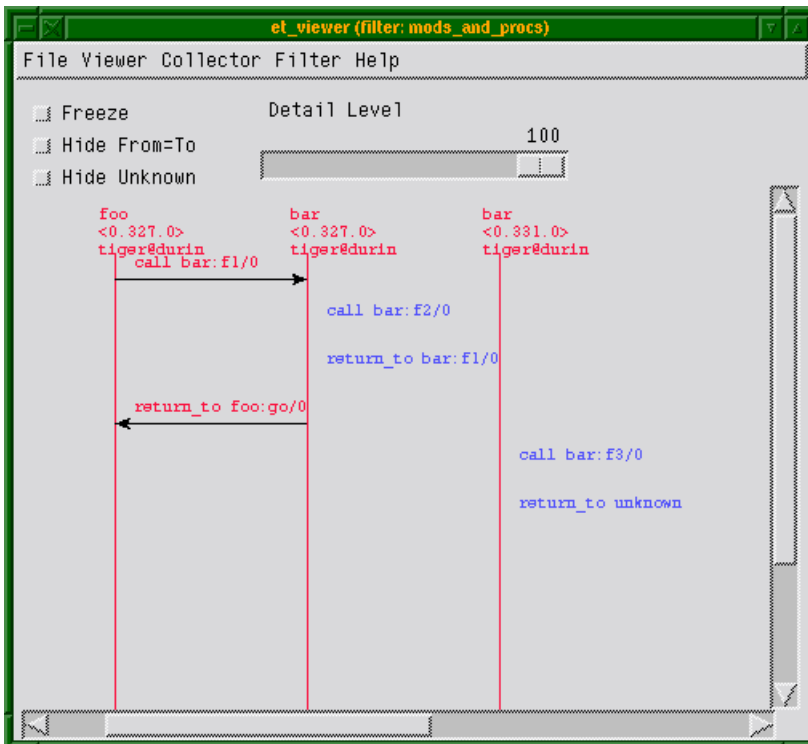 et_viewer (filter: mods_and_procs)
File Viewer Collector Filter Help
Freeze
Detail Level
Hide From=To
100
Hide Unknown
foo bar bar
<0.327.0> <0.327.0> <0.331.0>
tiger@durin tiger@durin tiger@durin
call bar:f1/0
call bar:f2/0
return_to bar:f1/0
return_to foo:go/0
call bar:f3/0
return_to unknown